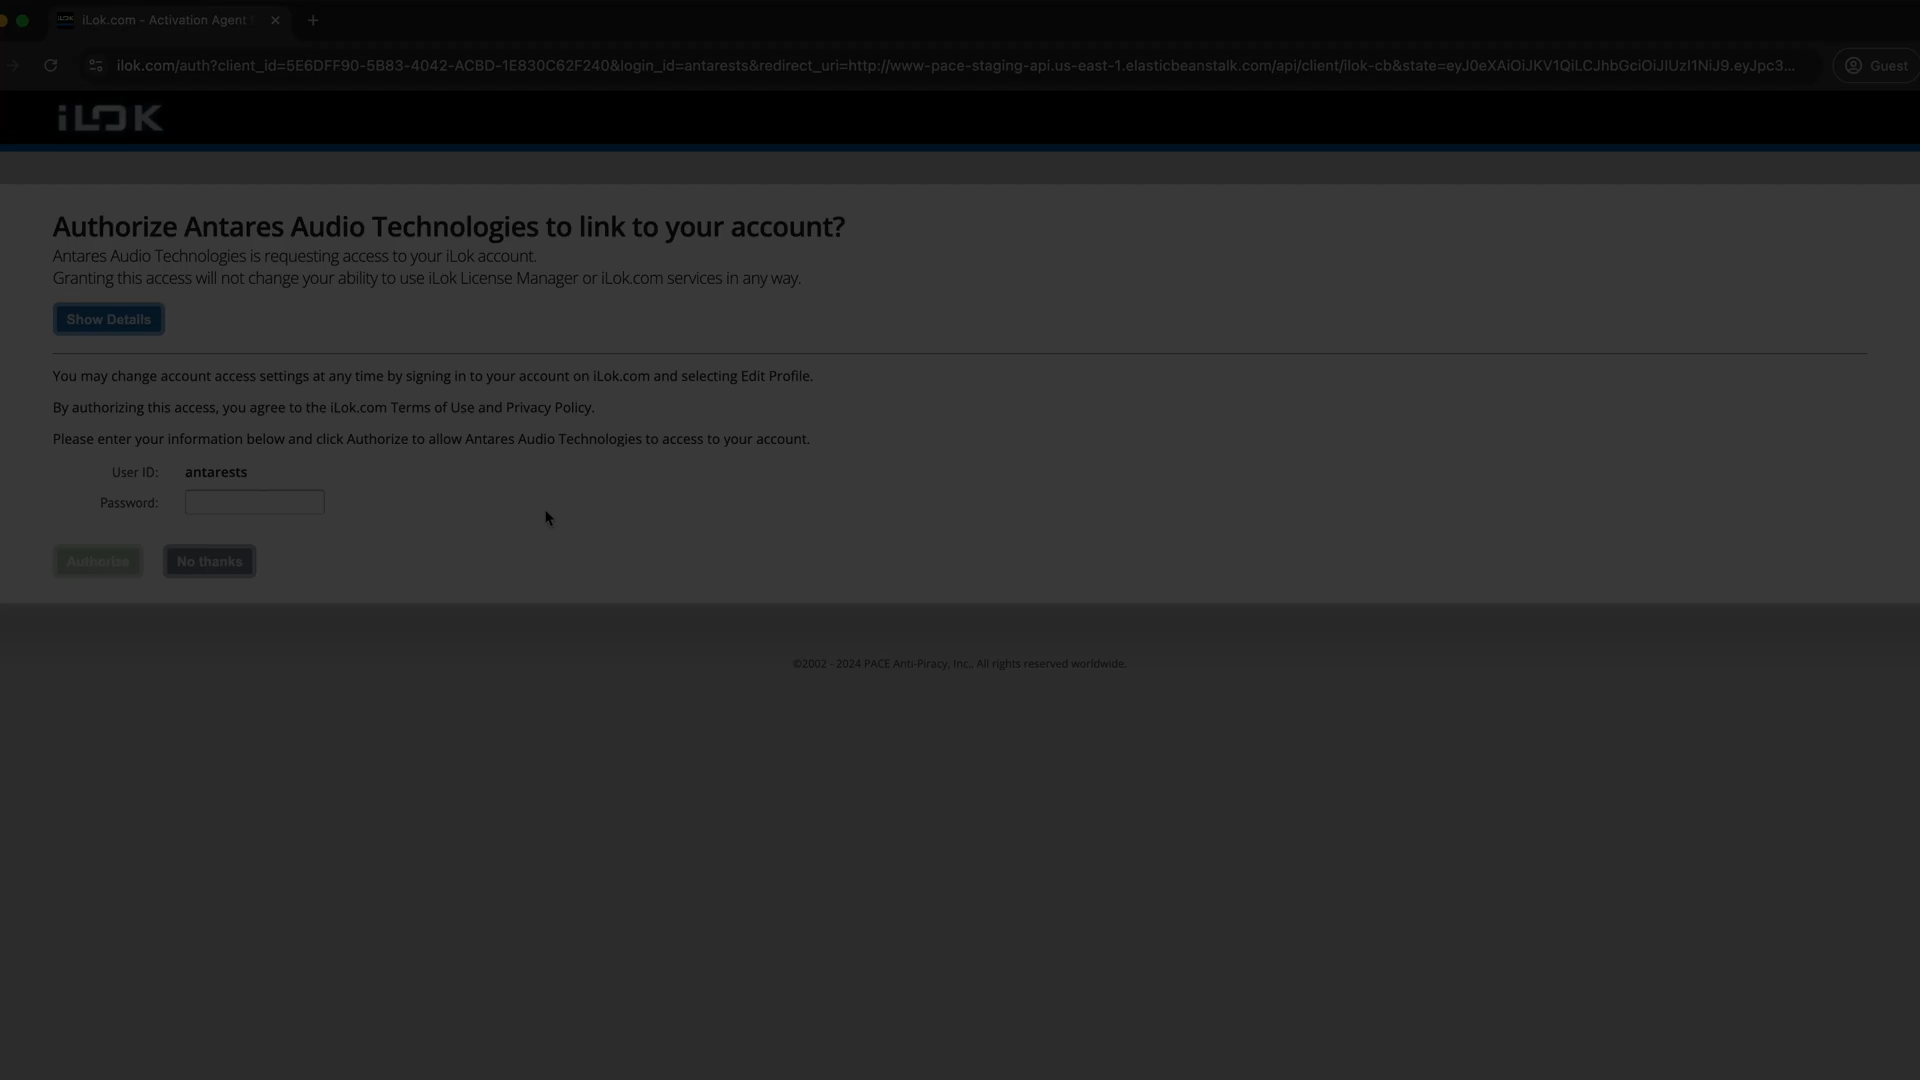 iLok.com - Activation Agent
ilok.com/auth?client_id=5E6DFF90-5B83-4042-ACBD-1E830C62F240&login_id=antarests&redirect_uri=http://www-pace-staging-api.us-east-1.elasticbeanstalk.com/api/client/ilok-cb&state=eyJ0eXAiOiJKV1QiLCJhbGciOiJIUzI1NiJ9.eyJpc3...
Guest
iLOK
Authorize Antares Audio Technologies to link to your account?
Antares Audio Technologies is requesting access to your iLok account.
Granting this access will not change your ability to use iLok License Manager or iLok.com services in any way.
Show Details
You may change account access settings at any time by signing in to your account on iLok.com and selecting Edit Profile.
By authorizing this access, you agree to the iLok.com Terms of Use and Privacy Policy.
Please enter your information below and click Authorize to allow Antares Audio Technologies to access to your account.
User ID: antarests
Password:
Authorize No thanks
©2002 - 2024 PACE Anti-Piracy, Inc., All rights reserved worldwide.